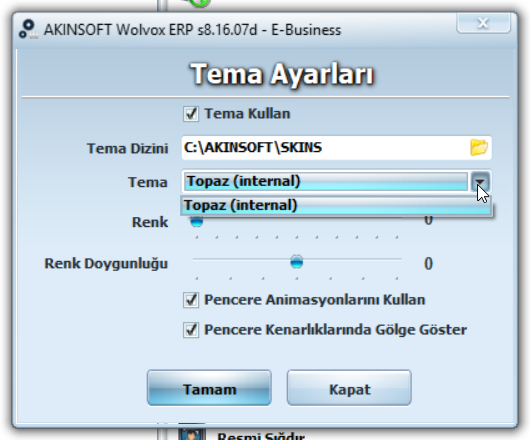 AKINSOFT Wolvox ERP s8.16.07d - E-Business
Tema Ayarları
Tema Kullan
Tema Dizini C:\AKINSOFT\SKINS
Tema Topaz (internal)
Topaz (internal)
Renk 0
Renk Doygunluğu 0
Pencere Animasyonlarını Kullan
Pencere Kenarlıklarında Gölge Göster
Tamam Kapat
Resmi Sığdır